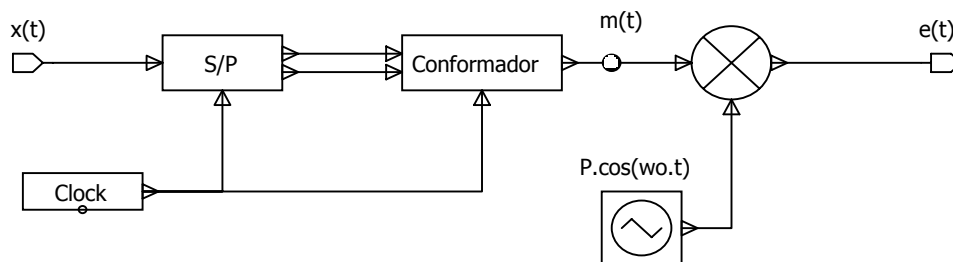 x(t)
m(t)
e(t)
S/P
Conformador
Clock
P.cos(wo.t)